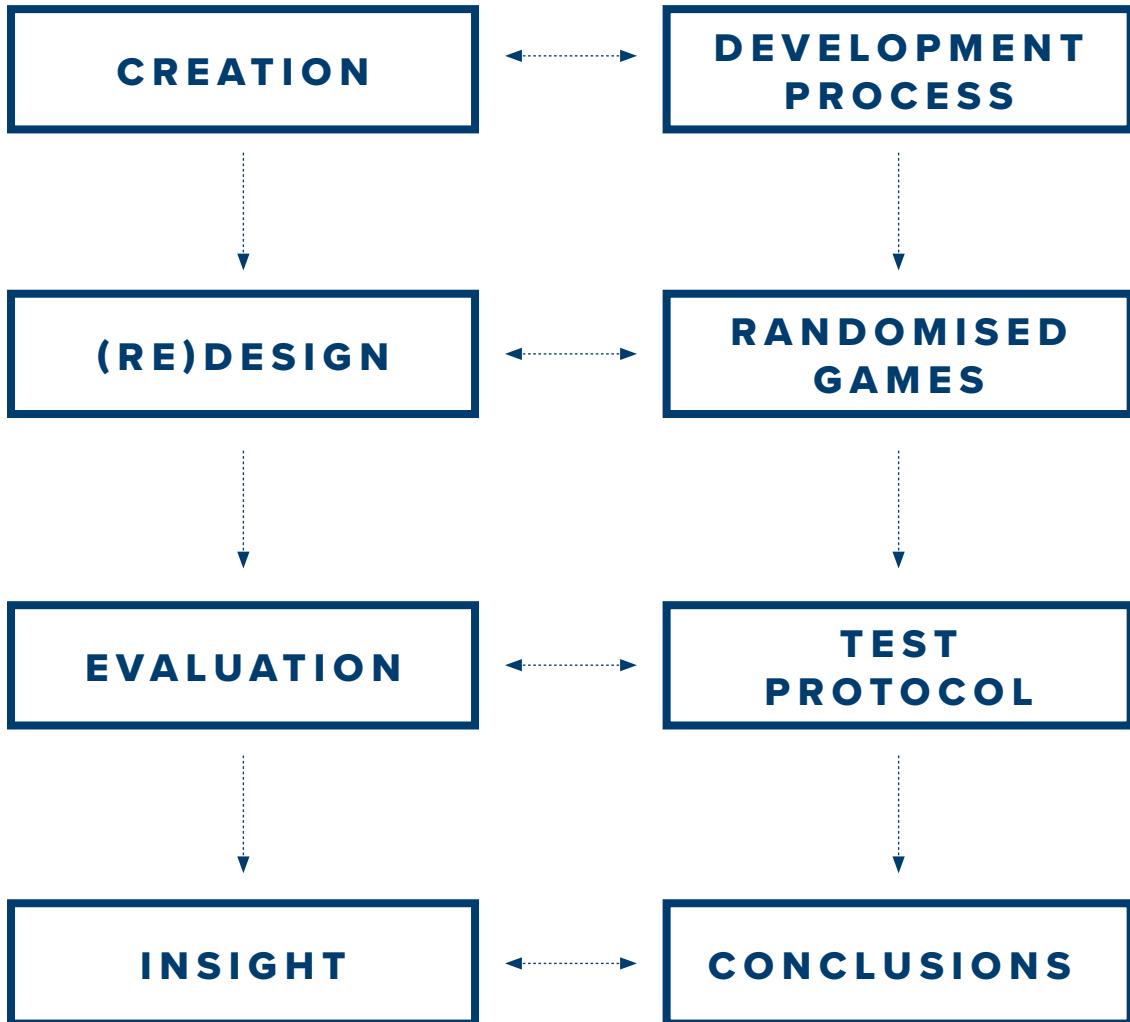 CREATION
DEVELOPMENT
PROCESS
(RE)DESIGN
RANDOMISED
GAMES
EVALUATION
TEST
PROTOCOL
INSIGHT
CONCLUSIONS